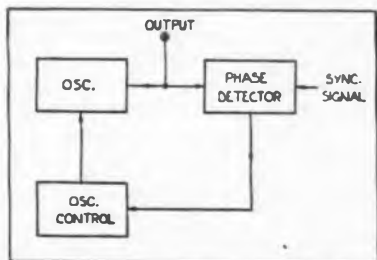 OUTPUT
OSC.
PHASE
DETECTOR
SYNC.
SIGNAL
OSC.
CONTROL